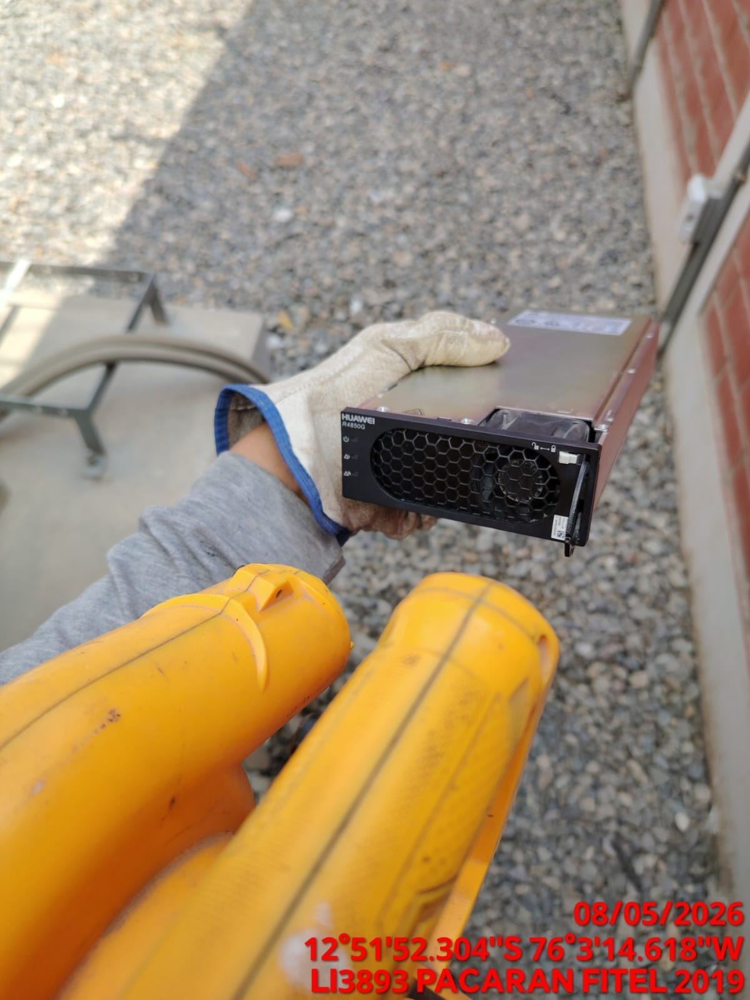 HUAWEI
R4850G
08/05/2026
12°51'52.304"S 76°3'14.618"W
LI3893 PACARAN FITEL 2019